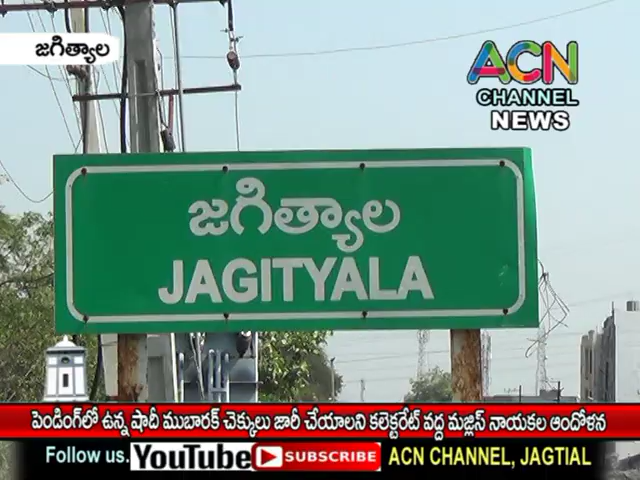 జగిత్యాల
ACN
CHANNEL
NEWS
జగిత్యాల
JAGITYALA
పెండింగ్‌లో ఉన్న షాదీ ముబారక్ చెక్కులు జారీ చేయాలని కలెక్టరేట్ వద్ద మజ్లిస్ నాయకల ఆందోళన
Follow us. YouTube SUBSCRIBE ACN CHANNEL, JAGTIAL